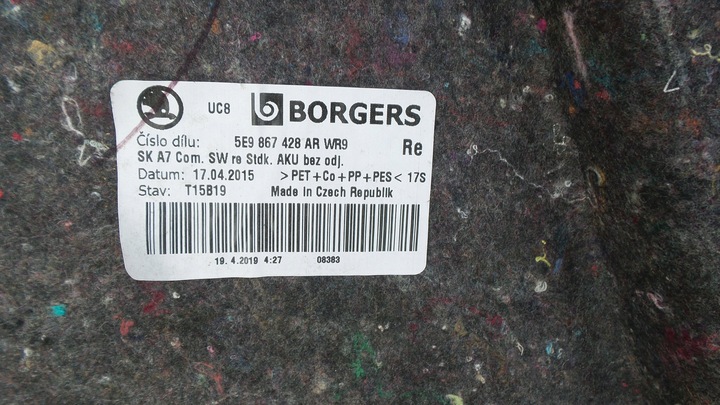 UC8 BORGERS
Číslo dílu: 5E9 867 428 AR WR9 Re
SK A7 Com. SW re Stdk. AKU bez odj.
Datum: 17.04.2015 >PET+Co+PP+PES< 17S
Stav: T15B19 Made in Czech Republik
19. 4.2019 4:27 08383